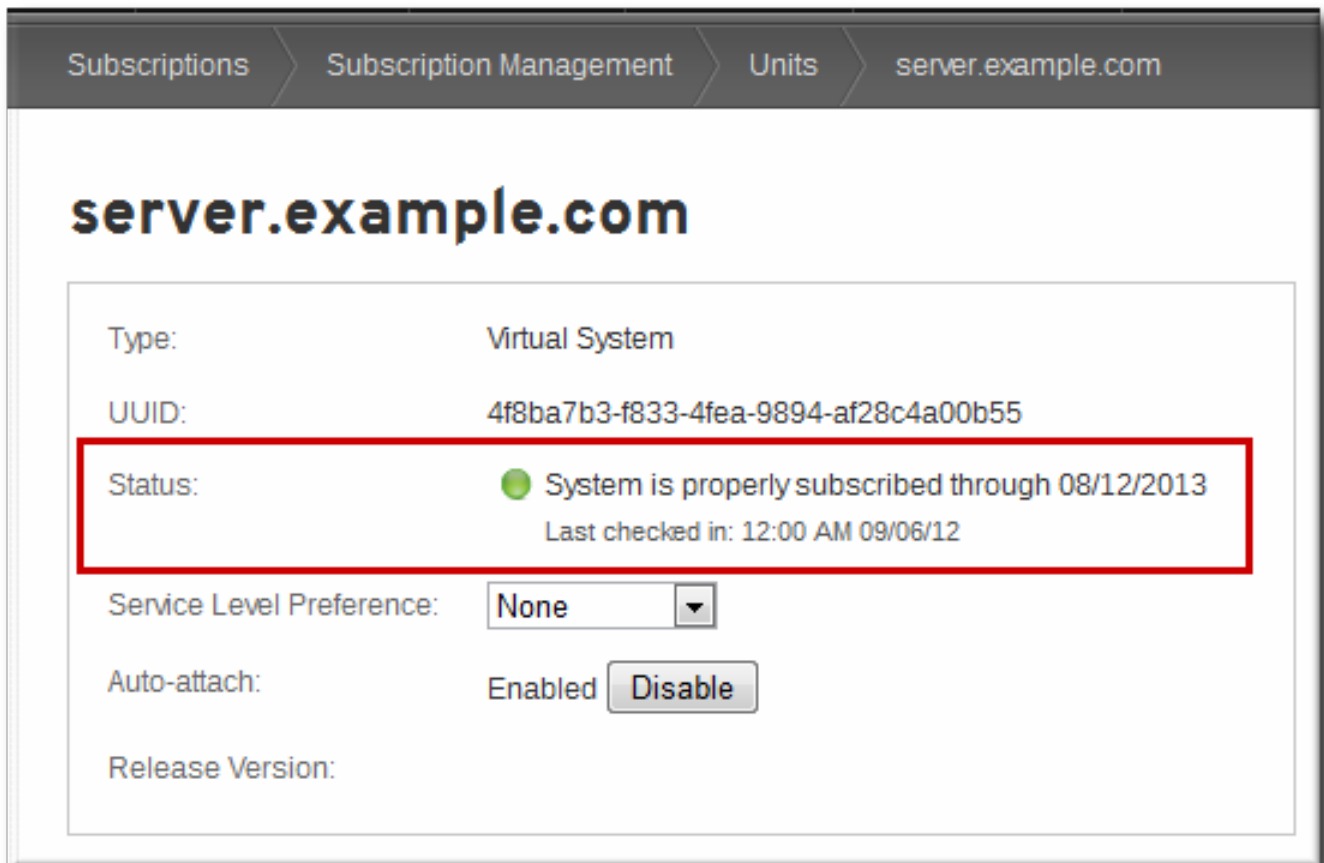 Subscriptions Subscription Management Units server.example.com
server.example.com
Type: Virtual System
UUID: 4f8ba7b3-f833-4fea-9894-af28c4a00b55
Status: System is properly subscribed through 08/12/2013
Last checked in: 12:00 AM 09/06/12
Service Level Preference: None
Auto-attach: Enabled Disable
Release Version: